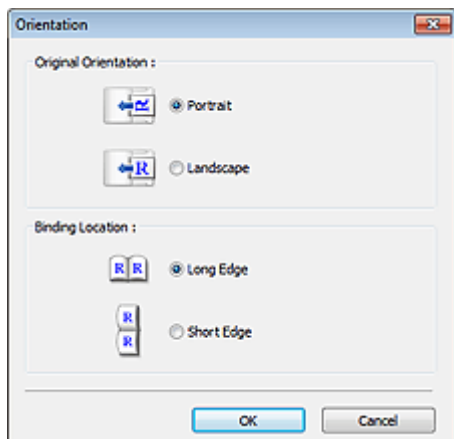 Orientation
Original Orientation :
R Portrait
R Landscape
Binding Location :
R R Long Edge
R
R Short Edge
OK Cancel